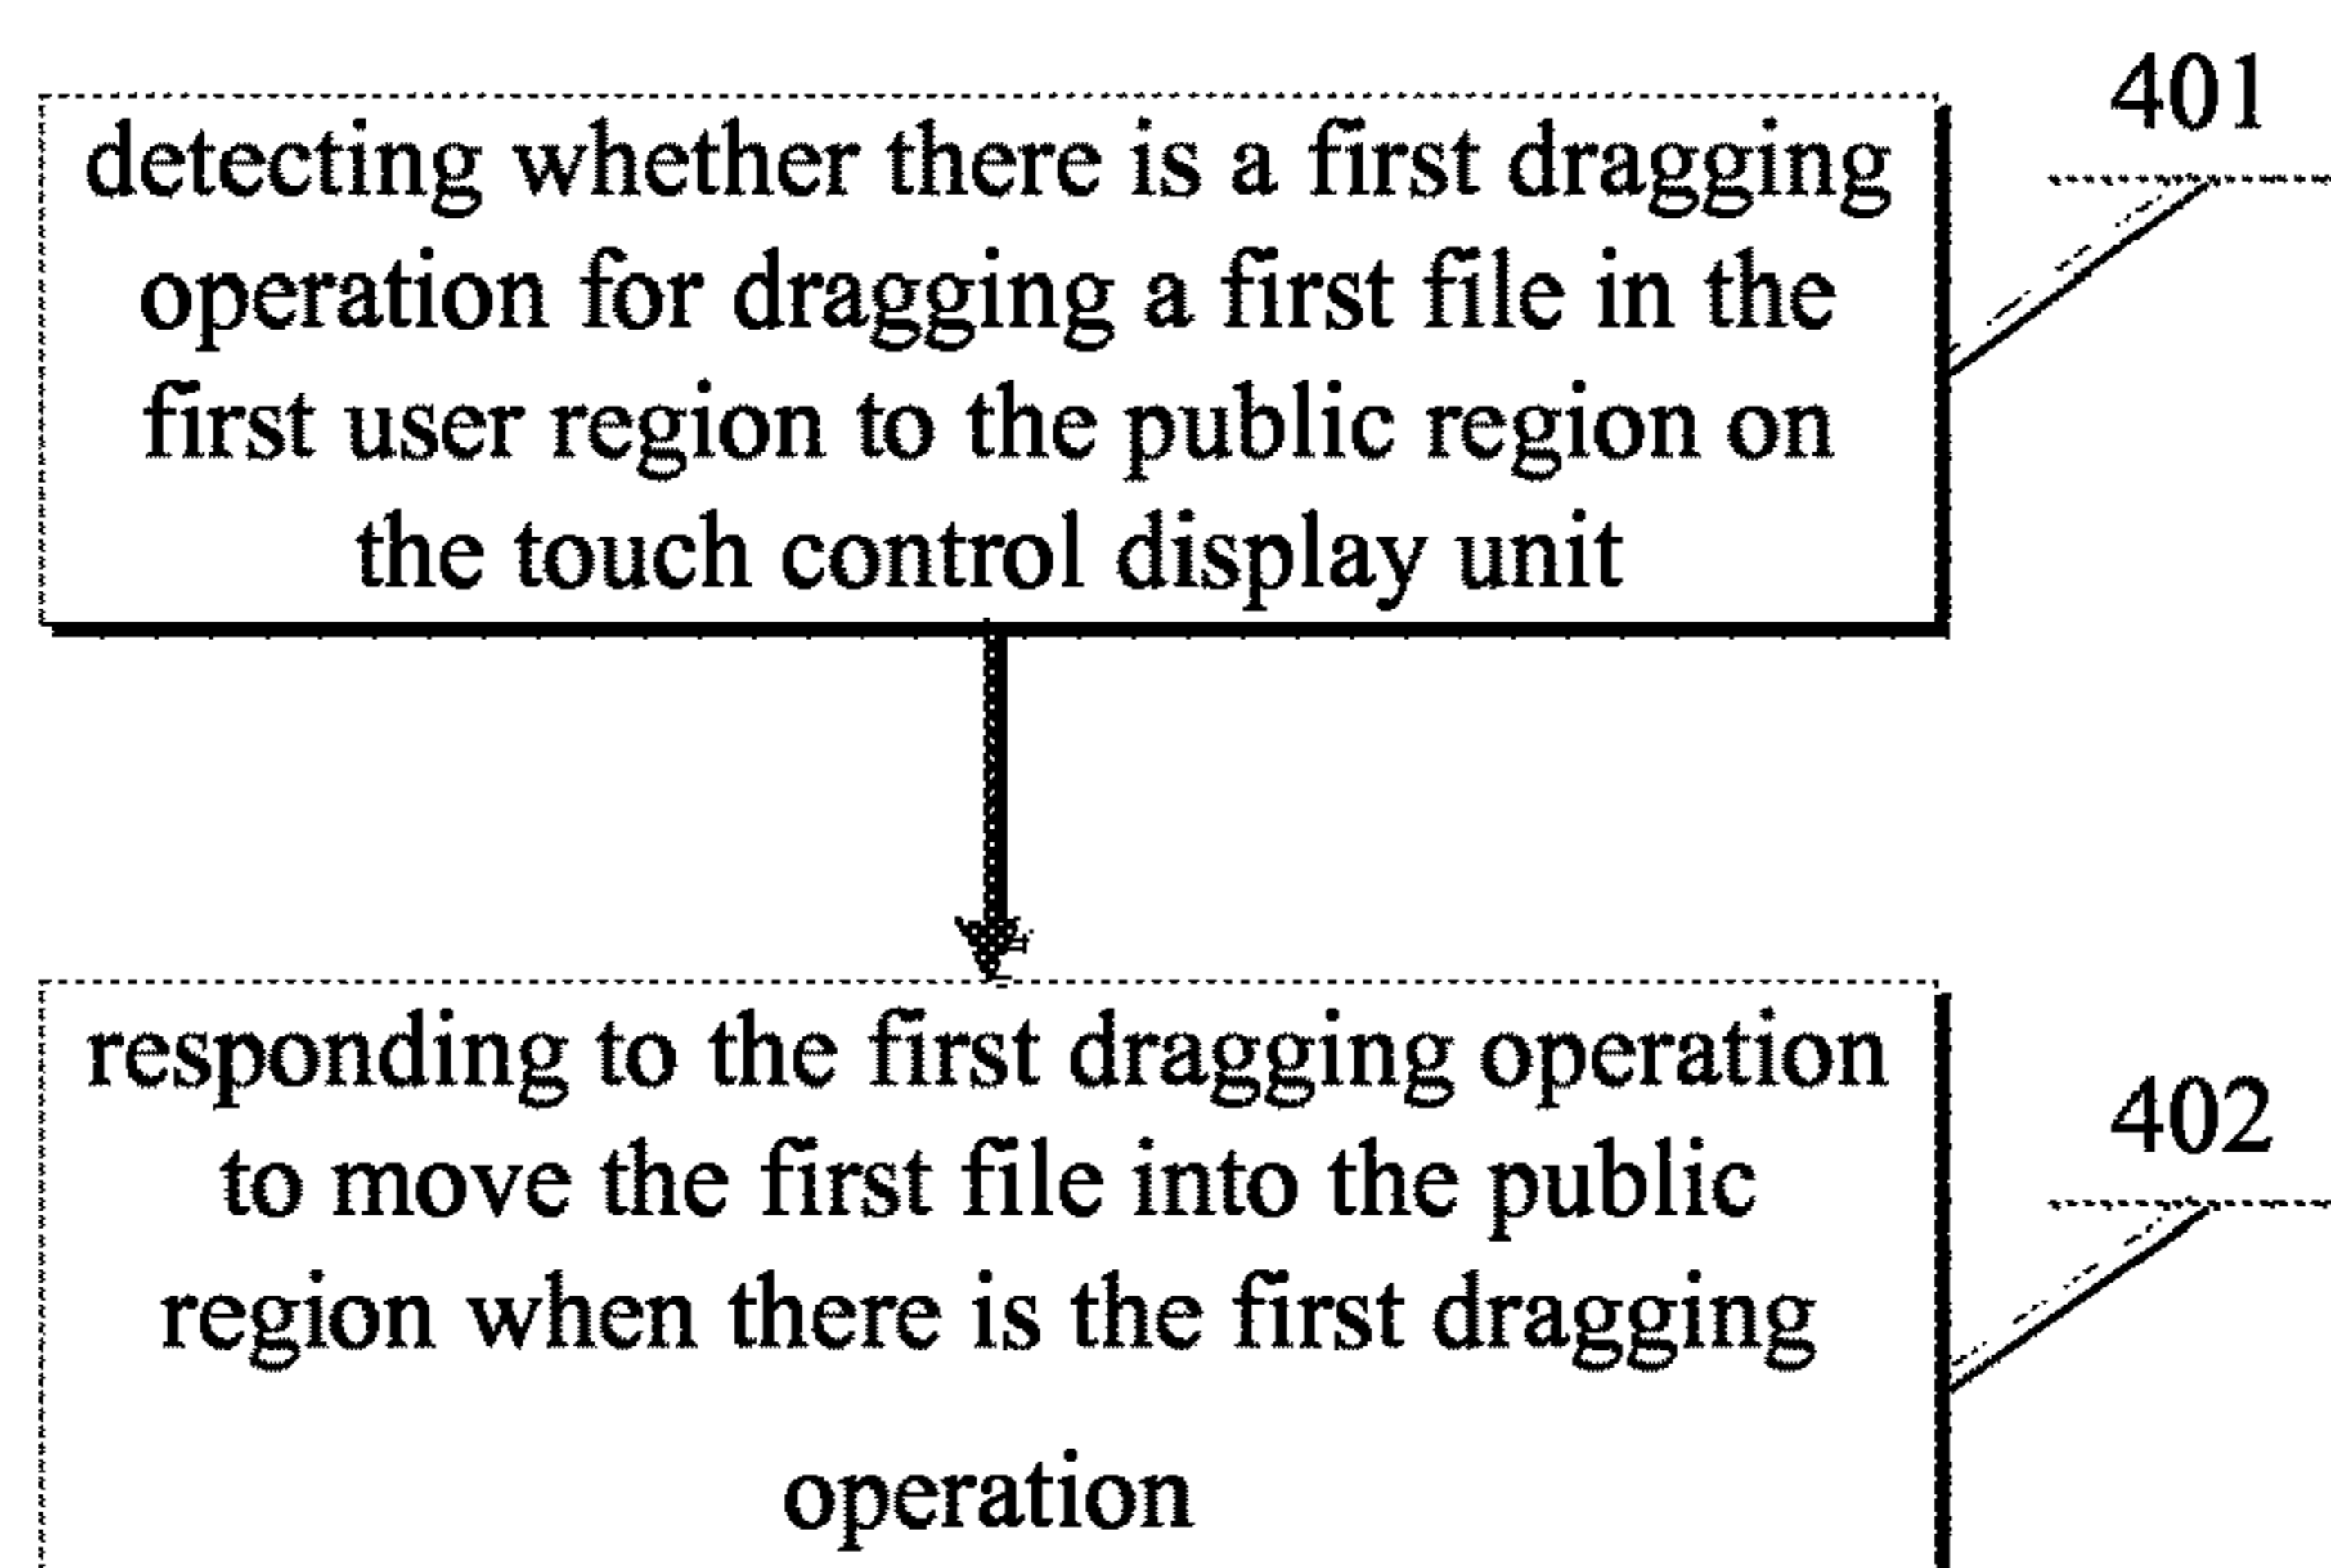 401
detecting whether there is a first dragging
operation for dragging a first file in the
first user region to the public region on
the touch control display unit
responding to the first dragging operation
402
to move the first file into the public
region when there is the first dragging
operation